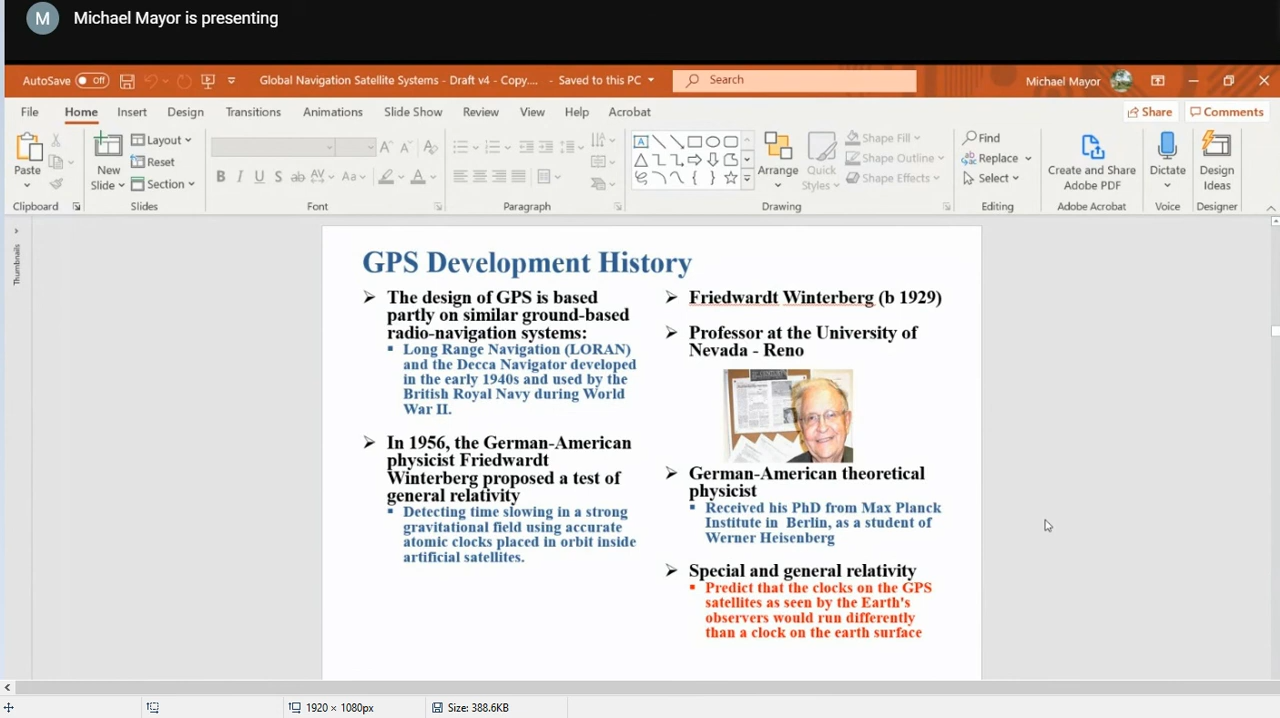 M
Michael Mayor is presenting
AutoSave Off
Global Navigation Satellite Systems - Draft v4 - Copy.... - Saved to this PC
Search
Michael Mayor
File Home Insert Design Transitions Animations Slide Show Review View Help Acrobat
Share Comments
Paste
Clipboard
New
Slide
Layout
Reset
Section
Slides
B I U S ab AV Aa A
Font
Paragraph
Arrange
Quick
Styles
Shape Fill
Shape Outline
Shape Effects
Drawing
Find
Replace
Select
Editing
Create and Share
Adobe PDF
Adobe Acrobat
Dictate
Voice
Design
Ideas
Designer
Thumbnails
GPS Development History
The design of GPS is based
partly on similar ground-based
radio-navigation systems:
Long Range Navigation (LORAN)
and the Decca Navigator developed
in the early 1940s and used by the
British Royal Navy during World
War II.
In 1956, the German-American
physicist Friedwardt
Winterberg proposed a test of
general relativity
Detecting time slowing in a strong
gravitational field using accurate
atomic clocks placed in orbit inside
artificial satellites.
Friedwardt Winterberg (b 1929)
Professor at the University of
Nevada - Reno
German-American theoretical
physicist
Received his PhD from Max Planck
Institute in Berlin, as a student of
Werner Heisenberg
Special and general relativity
Predict that the clocks on the GPS
satellites as seen by the Earth's
observers would run differently
than a clock on the earth surface
1920 × 1080px
Size: 388.6KB